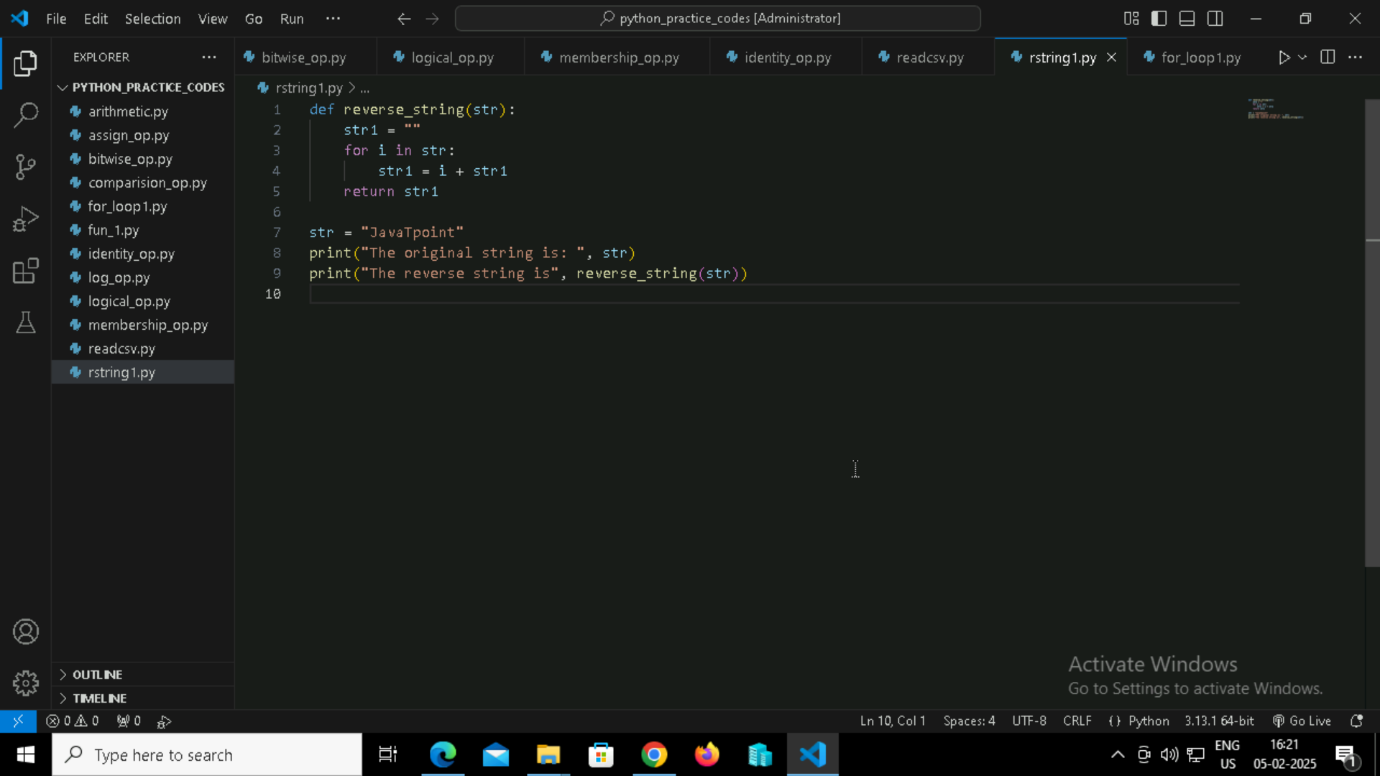 File Edit Selection View Go Run ··· python_practice_codes [Administrator]
EXPLORER ···
bitwise_op.py logical_op.py membership_op.py identity_op.py readcsv.py rstring1.py for_loop1.py ···
PYTHON_PRACTICE_CODES
arithmetic.py
assign_op.py
bitwise_op.py
comparision_op.py
for_loop1.py
fun_1.py
identity_op.py
log_op.py
logical_op.py
membership_op.py
readcsv.py
rstring1.py
OUTLINE
TIMELINE
rstring1.py > ...
1 def reverse_string(str):
2 str1 = ""
3 for i in str:
4 str1 = i + str1
5 return str1
6
7 str = "JavaTpoint"
8 print("The original string is: ", str)
9 print("The reverse string is", reverse_string(str))
10
Activate Windows
Go to Settings to activate Windows.
0 0 0 Ln 10, Col 1 Spaces: 4 UTF-8 CRLF {} Python 3.13.1 64-bit Go Live
Type here to search
ENG
US
16:21
05-02-2025
1